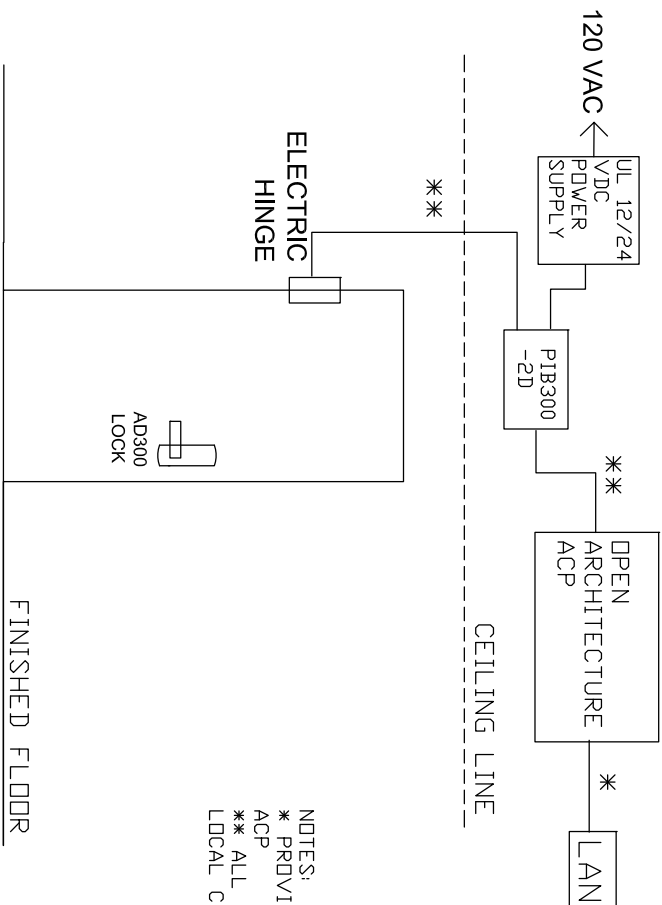 120 VAC
UL 12/24
VDC
POWER
SUPPLY
PIB300
-2D
**
OPEN
ARCHITECTURE
ACP
*
LAN
**
CEILING LINE
ELECTRIC
HINGE
AD300
LOCK
NOTES:
* PROVI
ACP
** ALL
LOCAL C
FINISHED FLOOR